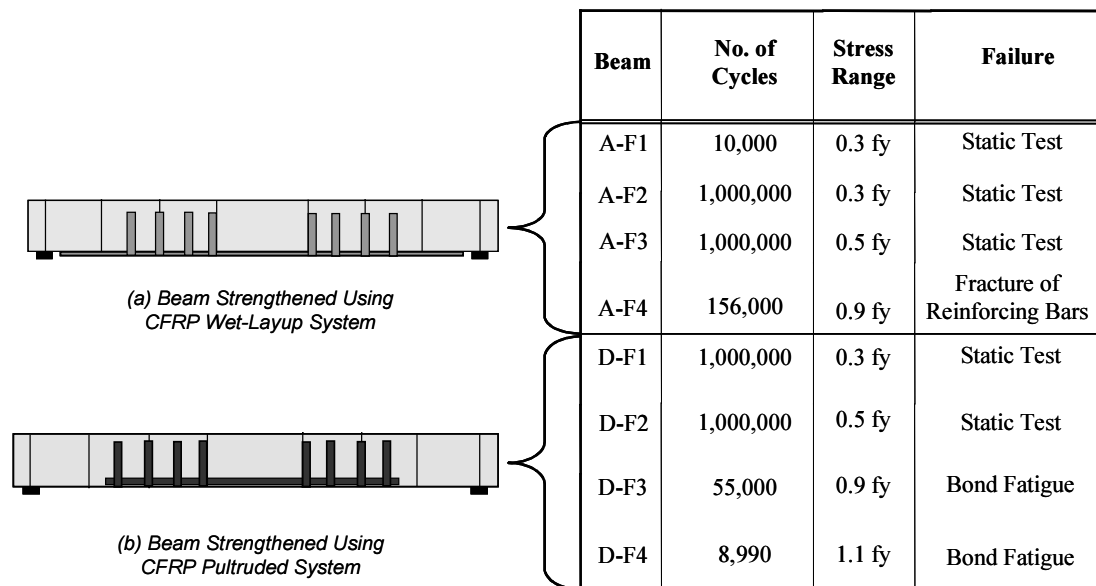 Beam No. of Cycles Stress Range Failure
A-F1 10,000 0.3 fy Static Test
A-F2 1,000,000 0.3 fy Static Test
A-F3 1,000,000 0.5 fy Static Test
A-F4 156,000 0.9 fy Fracture of Reinforcing Bars
(a) Beam Strengthened Using
CFRP Wet-Layup System
D-F1 1,000,000 0.3 fy Static Test
D-F2 1,000,000 0.5 fy Static Test
D-F3 55,000 0.9 fy Bond Fatigue
D-F4 8,990 1.1 fy Bond Fatigue
(b) Beam Strengthened Using
CFRP Pultruded System